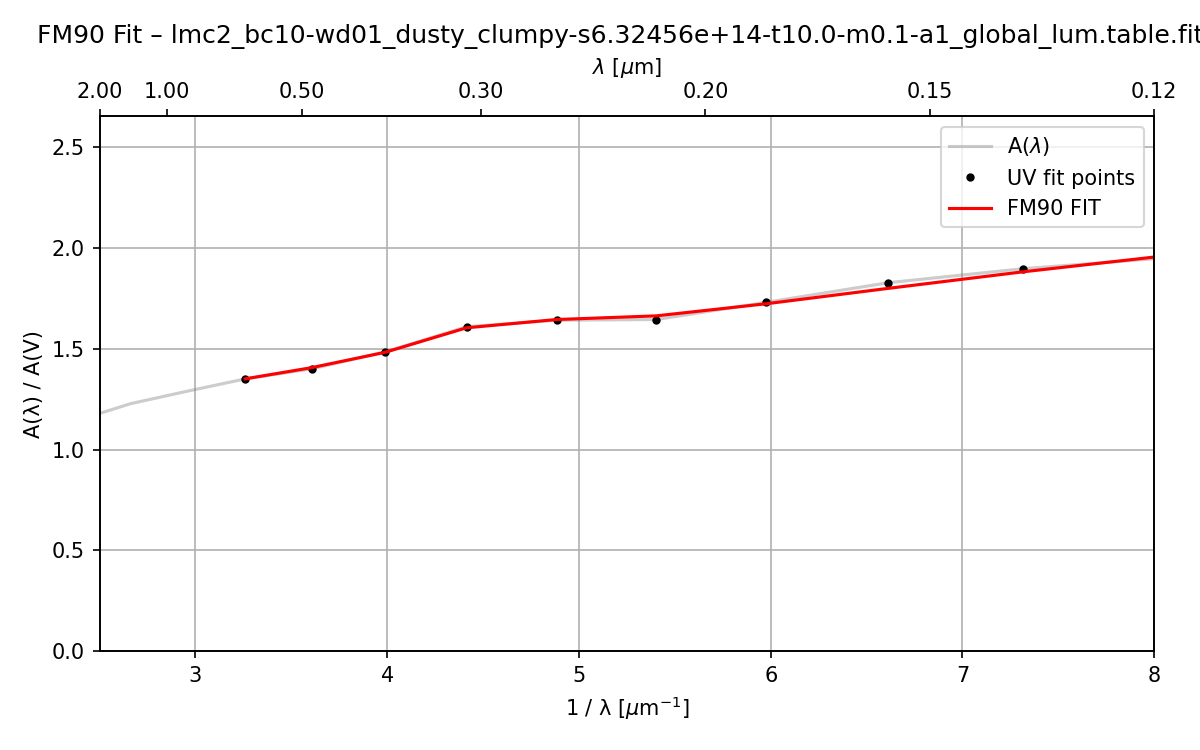 FM90 Fit – lmc2_bc10-wd01_dusty_clumpy-s6.32456e+14-t10.0-m0.1-a1_global_lum.table.fit
λ [μm]
2.00 1.00 0.50 0.30 0.20 0.15 0.12
A(λ)
UV fit points
FM90 FIT
A(λ) / A(V)
2.5
2.0
1.5
1.0
0.5
0.0
3 4 5 6 7 8
1 / λ [μm⁻¹]